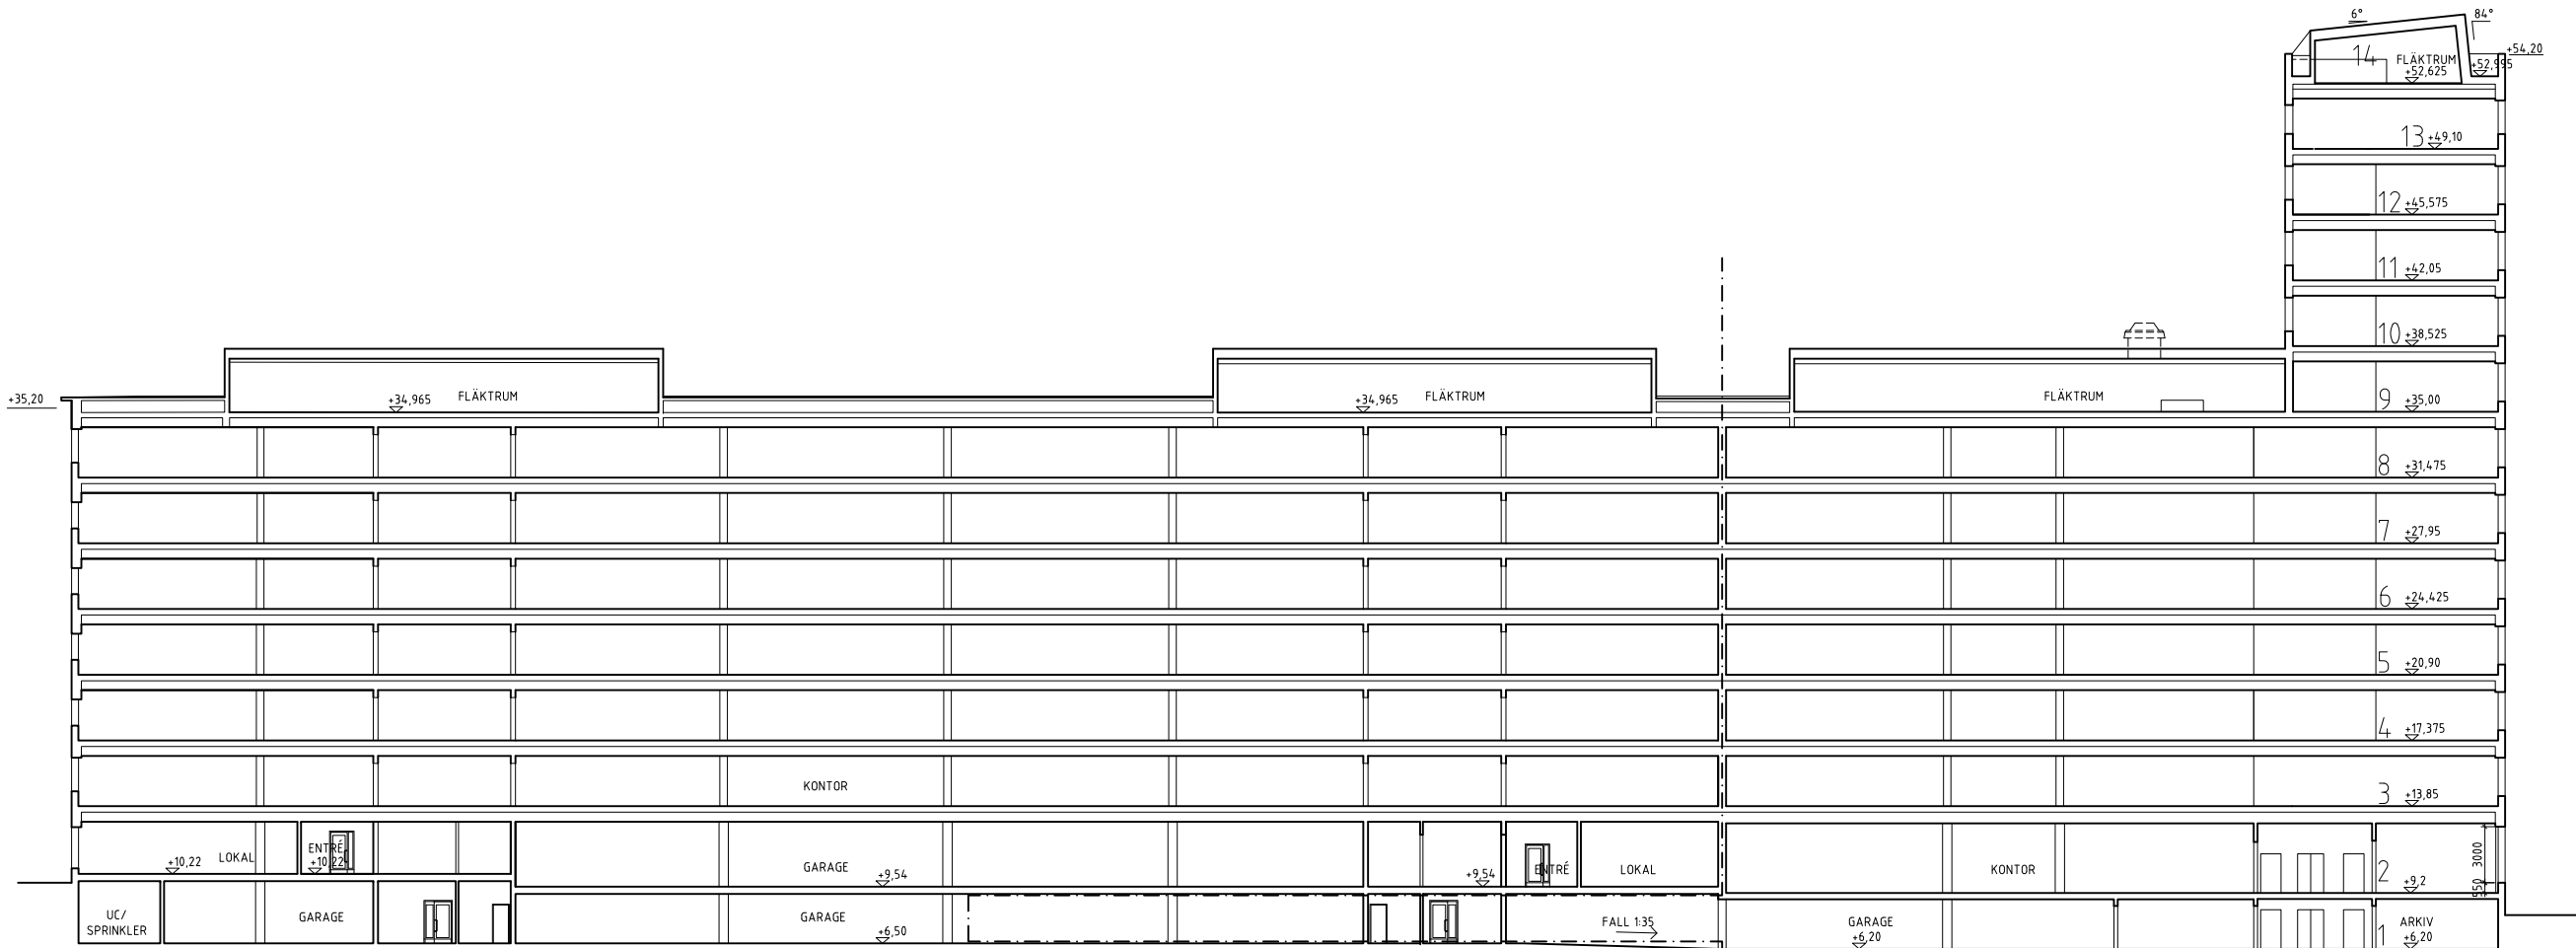 6°
84°
+54,20
14
FLÄKTRUM
+52,625
+52,995
13 +49,10
12 +45,575
11 +42,05
10 +38,525
+35,20
+34,965
FLÄKTRUM
+34,965
FLÄKTRUM
FLÄKTRUM
9 +35,00
8 +31,475
7 +27,95
6 +24,425
5 +20,90
4 +17,375
KONTOR
3 +13,85
+10,22
LOKAL
ENTRÉ
+10,22
GARAGE
+9,54
+9,54
ENTRÉ
LOKAL
KONTOR
2 +9,2
550 3000
UC/
SPRINKLER
GARAGE
GARAGE
+6,50
FALL 1:35
GARAGE
+6,20
1
ARKIV
+6,20